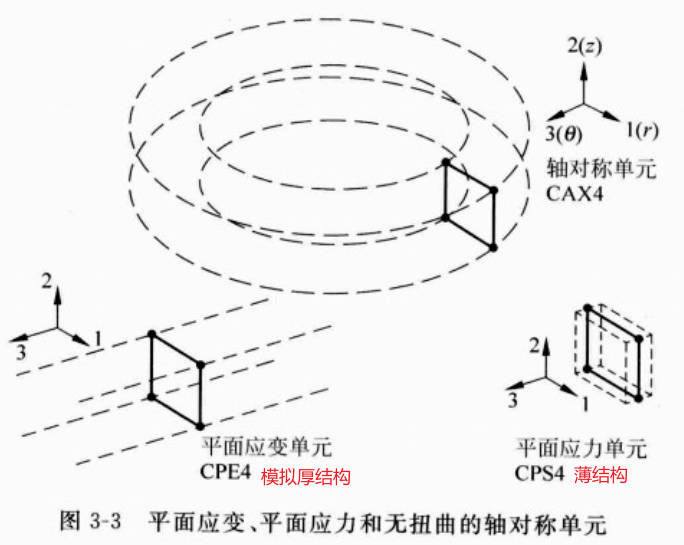 2(z)
3(θ)
1(r)
轴对称单元
CAX4
2
3
1
平面应变单元
CPE4 模拟厚结构
2
3
1
平面应力单元
CPS4 薄结构
图 3-3 平面应变、平面应力和无扭曲的轴对称单元